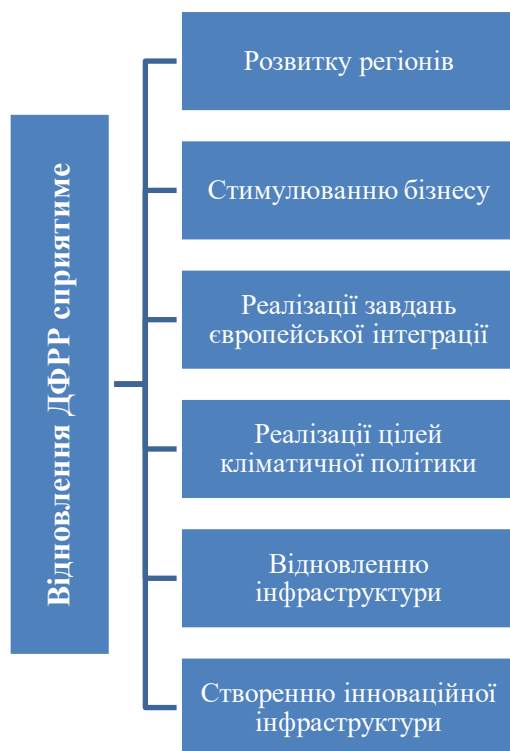 Відновлення ДФРР сприятиме
Розвитку регіонів
Стимулюванню бізнесу
Реалізації завдань
європейської інтеграції
Реалізації цілей
кліматичної політики
Відновленню
інфраструктури
Створенню інноваційної
інфраструктури